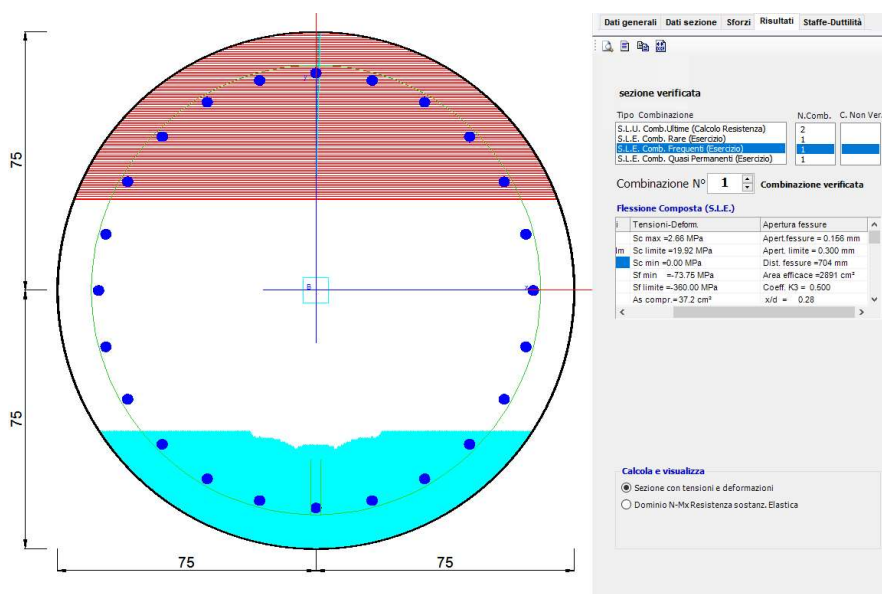 75
75
75
75
y
x
Dati generali Dati sezione Sforzi Risultati Staffe-Duttilità
sezione verificata
Tipo Combinazione N.Comb. C. Non Ver.
S.L.U. Comb.Ultime (Calcolo Resistenza) 2
S.L.E. Comb. Rare (Esercizio) 1
S.L.E. Comb. Frequenti (Esercizio) 1
S.L.E. Comb. Quasi Permanenti (Esercizio) 1
Combinazione N° 1 Combinazione verificata
Flessione Composta (S.L.E.)
i Tensioni-Deform. Apertura fessure
Sc max =2.66 MPa Apert.fessure = 0.156 mm
lm Sc limite =19.92 MPa Apert. limite = 0.300 mm
Sc min =0.00 MPa Dist. fessure =704 mm
Sf min =-73.75 MPa Area efficace =2891 cm²
Sf limite =-360.00 MPa Coeff. K3 = 0.500
As compr.=37.2 cm² x/d = 0.28
Calcola e visualizza
Sezione con tensioni e deformazioni
Dominio N-Mx Resistenza sostanz. Elastica